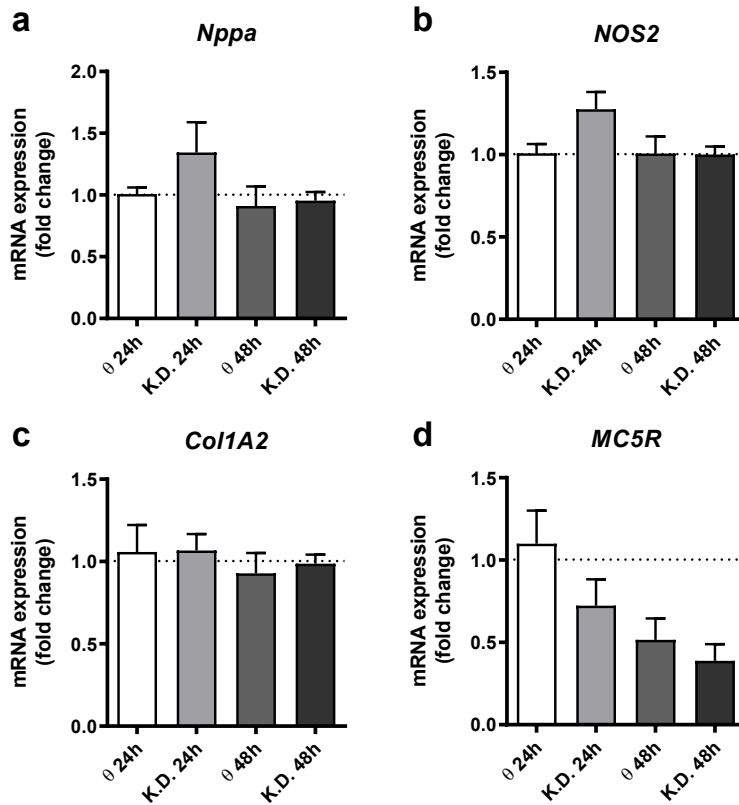 a
Nppa
mRNA expression
(fold change)
2.0
1.5
1.0
0.5
0.0
θ 24h
K.D. 24h
θ 48h
K.D. 48h
b
NOS2
mRNA expression
(fold change)
1.5
1.0
0.5
0.0
θ 24h
K.D. 24h
θ 48h
K.D. 48h
c
Col1A2
mRNA expression
(fold change)
1.5
1.0
0.5
0.0
θ 24h
K.D. 24h
θ 48h
K.D. 48h
d
MC5R
mRNA expression
(fold change)
1.5
1.0
0.5
0.0
θ 24h
K.D. 24h
θ 48h
K.D. 48h